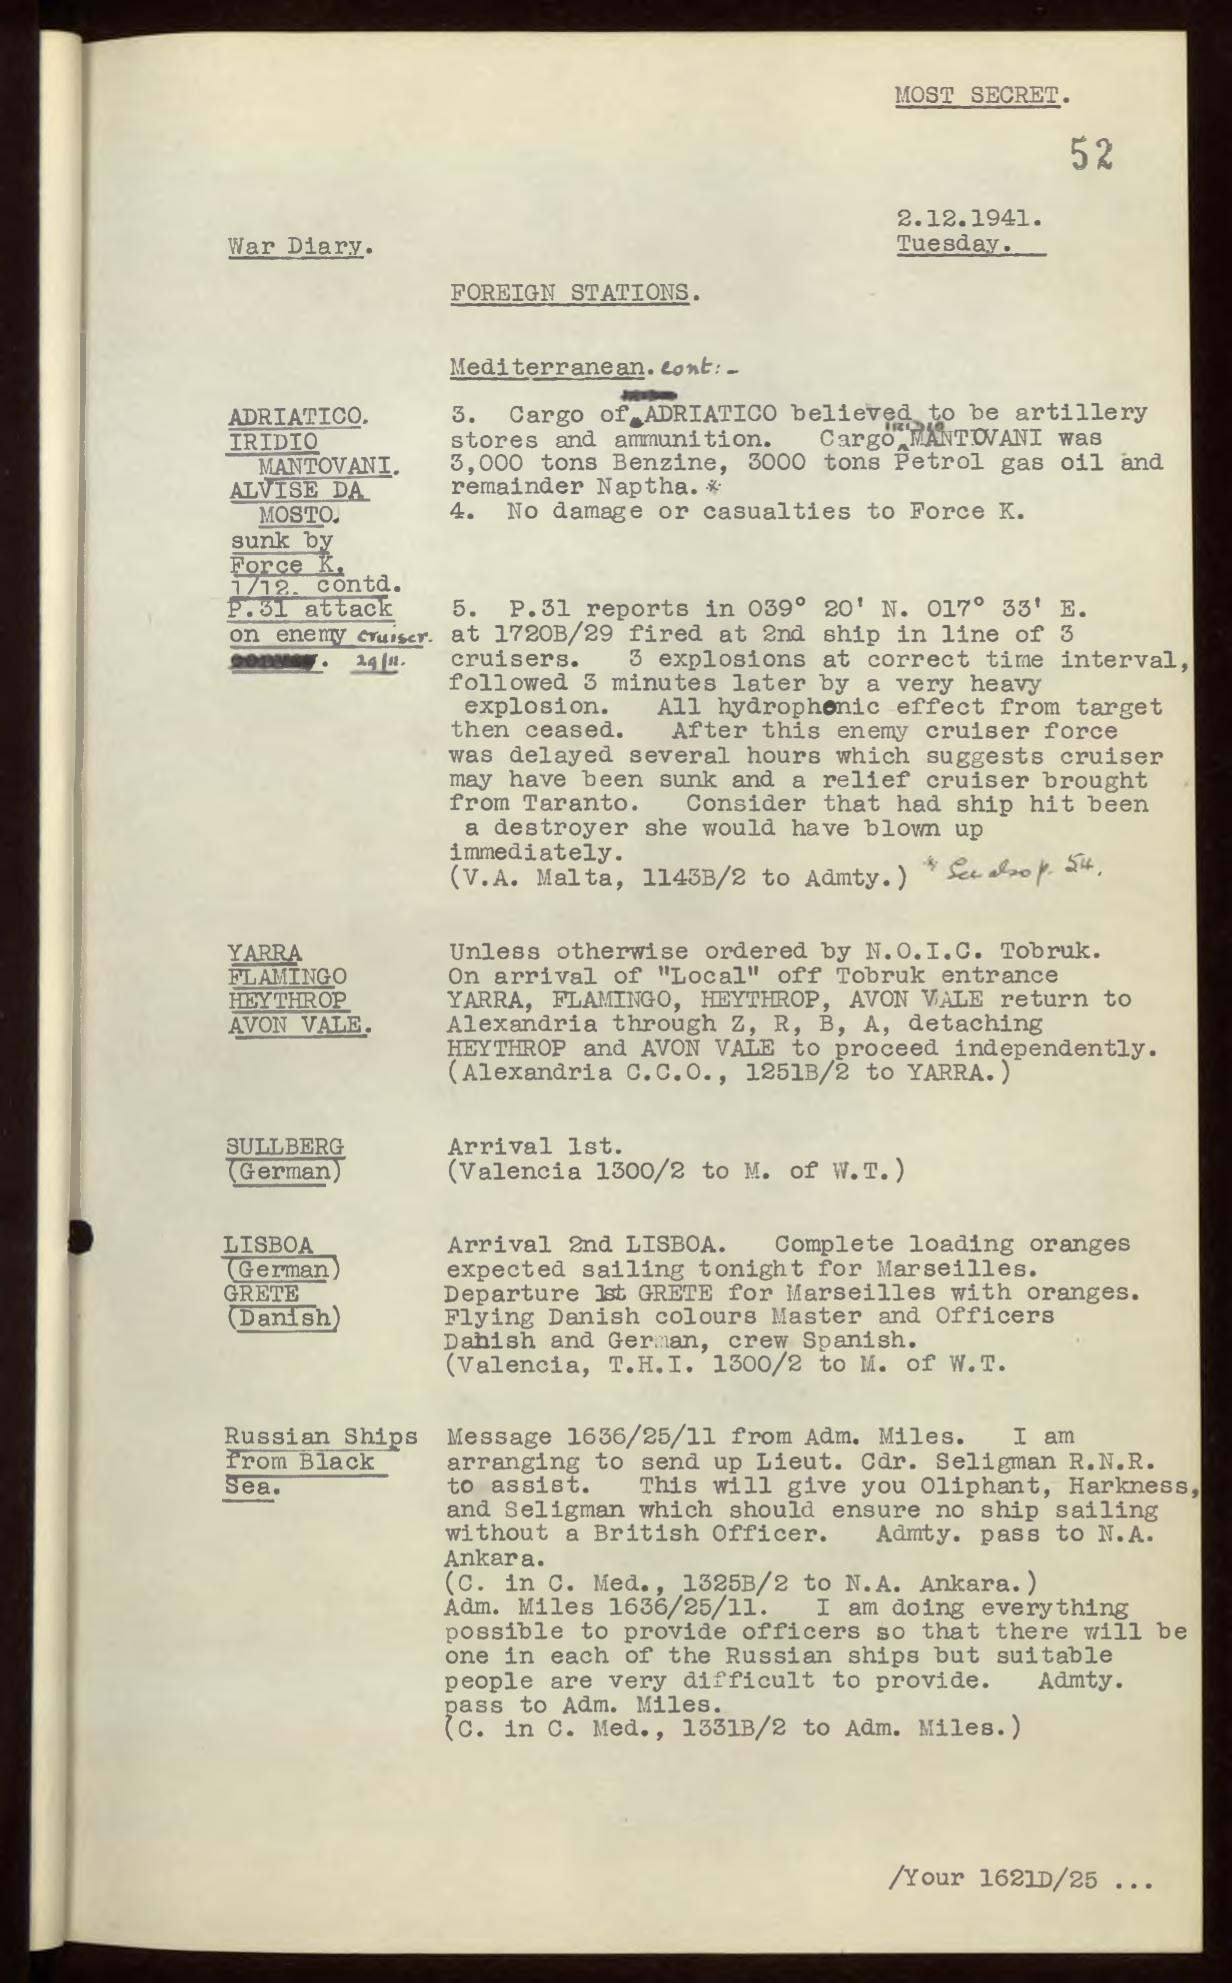 MOST SECRET.
52
2.12.1941.
War Diary.
Tuesday.
FOREIGN STATIONS.
Mediterranean. cont:-
ADRIATICO.
IRIDIO
MANTOVANI.
ALVISE DA
MOSTO.
sunk by
Force K.
1/12. contd.
3. Cargo of ADRIATICO believed to be artillery
stores and ammunition. Cargo IRIDIO MANTOVANI was
3,000 tons Benzine, 3000 tons Petrol gas oil and
remainder Naptha. *
4. No damage or casualties to Force K.
P.31 attack
on enemy cruiser.
29/11.
5. P.31 reports in 039° 20' N. 017° 33' E.
at 1720B/29 fired at 2nd ship in line of 3
cruisers. 3 explosions at correct time interval,
followed 3 minutes later by a very heavy
explosion. All hydrophonic effect from target
then ceased. After this enemy cruiser force
was delayed several hours which suggests cruiser
may have been sunk and a relief cruiser brought
from Taranto. Consider that had ship hit been
a destroyer she would have blown up
immediately.
(V.A. Malta, 1143B/2 to Admty.) * See also p. 54.
YARRA
FLAMINGO
HEYTHROP
AVON VALE.
Unless otherwise ordered by N.O.I.C. Tobruk.
On arrival of "Local" off Tobruk entrance
YARRA, FLAMINGO, HEYTHROP, AVON VALE return to
Alexandria through Z, R, B, A, detaching
HEYTHROP and AVON VALE to proceed independently.
(Alexandria C.C.O., 1251B/2 to YARRA.)
SULLBERG
(German)
Arrival 1st.
(Valencia 1300/2 to M. of W.T.)
LISBOA
(German)
GRETE
(Danish)
Arrival 2nd LISBOA. Complete loading oranges
expected sailing tonight for Marseilles.
Departure 1st GRETE for Marseilles with oranges.
Flying Danish colours Master and Officers
Danish and German, crew Spanish.
(Valencia, T.H.I. 1300/2 to M. of W.T.
Russian Ships
from Black
Sea.
Message 1636/25/11 from Adm. Miles. I am
arranging to send up Lieut. Cdr. Seligman R.N.R.
to assist. This will give you Oliphant, Harkness,
and Seligman which should ensure no ship sailing
without a British Officer. Admty. pass to N.A.
Ankara.
(C. in C. Med., 1325B/2 to N.A. Ankara.)
Adm. Miles 1636/25/11. I am doing everything
possible to provide officers so that there will be
one in each of the Russian ships but suitable
people are very difficult to provide. Admty.
pass to Adm. Miles.
(C. in C. Med., 1331B/2 to Adm. Miles.)
/Your 1621D/25 ...